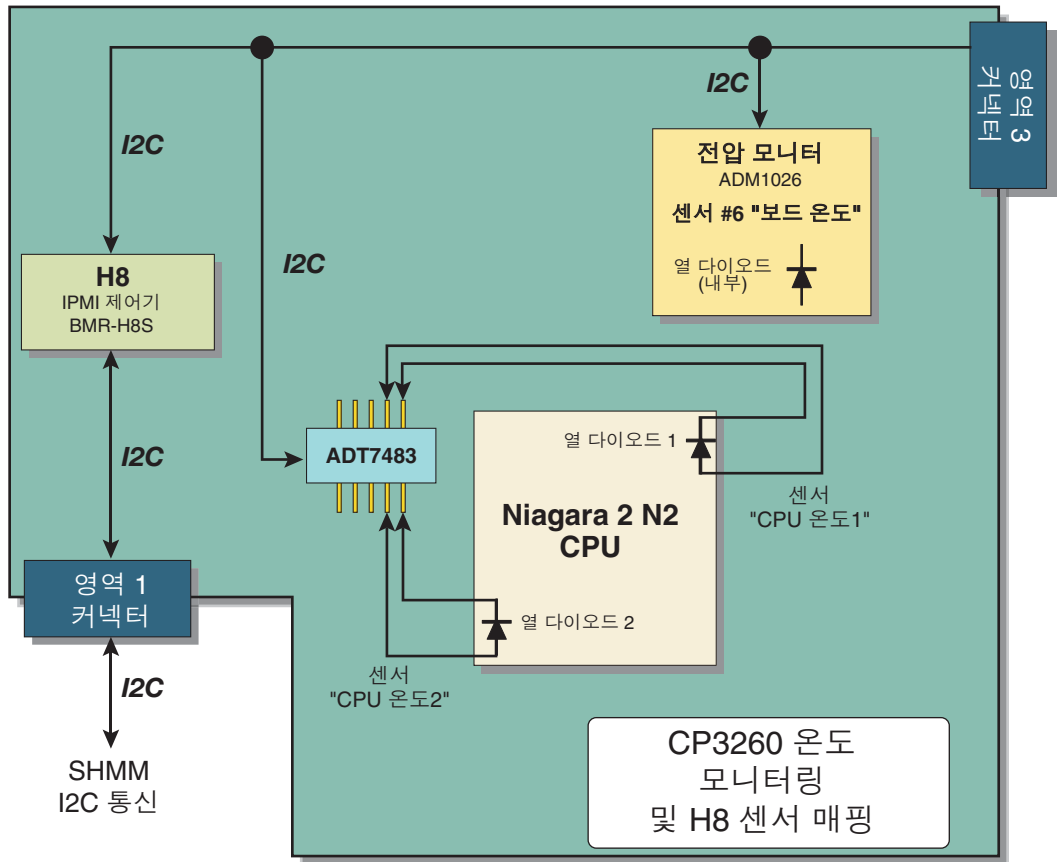 I2C
I2C
I2C
영역 3
커넥터
전압 모니터
ADM1026
센서 #6 "보드 온도"
열 다이오드
(내부)
H8
IPMI 제어기
BMR-H8S
I2C
ADT7483
열 다이오드 1
Niagara 2 N2
CPU
열 다이오드 2
센서
"CPU 온도1"
센서
"CPU 온도2"
영역 1
커넥터
I2C
SHMM
I2C 통신
CP3260 온도
모니터링
및 H8 센서 매핑